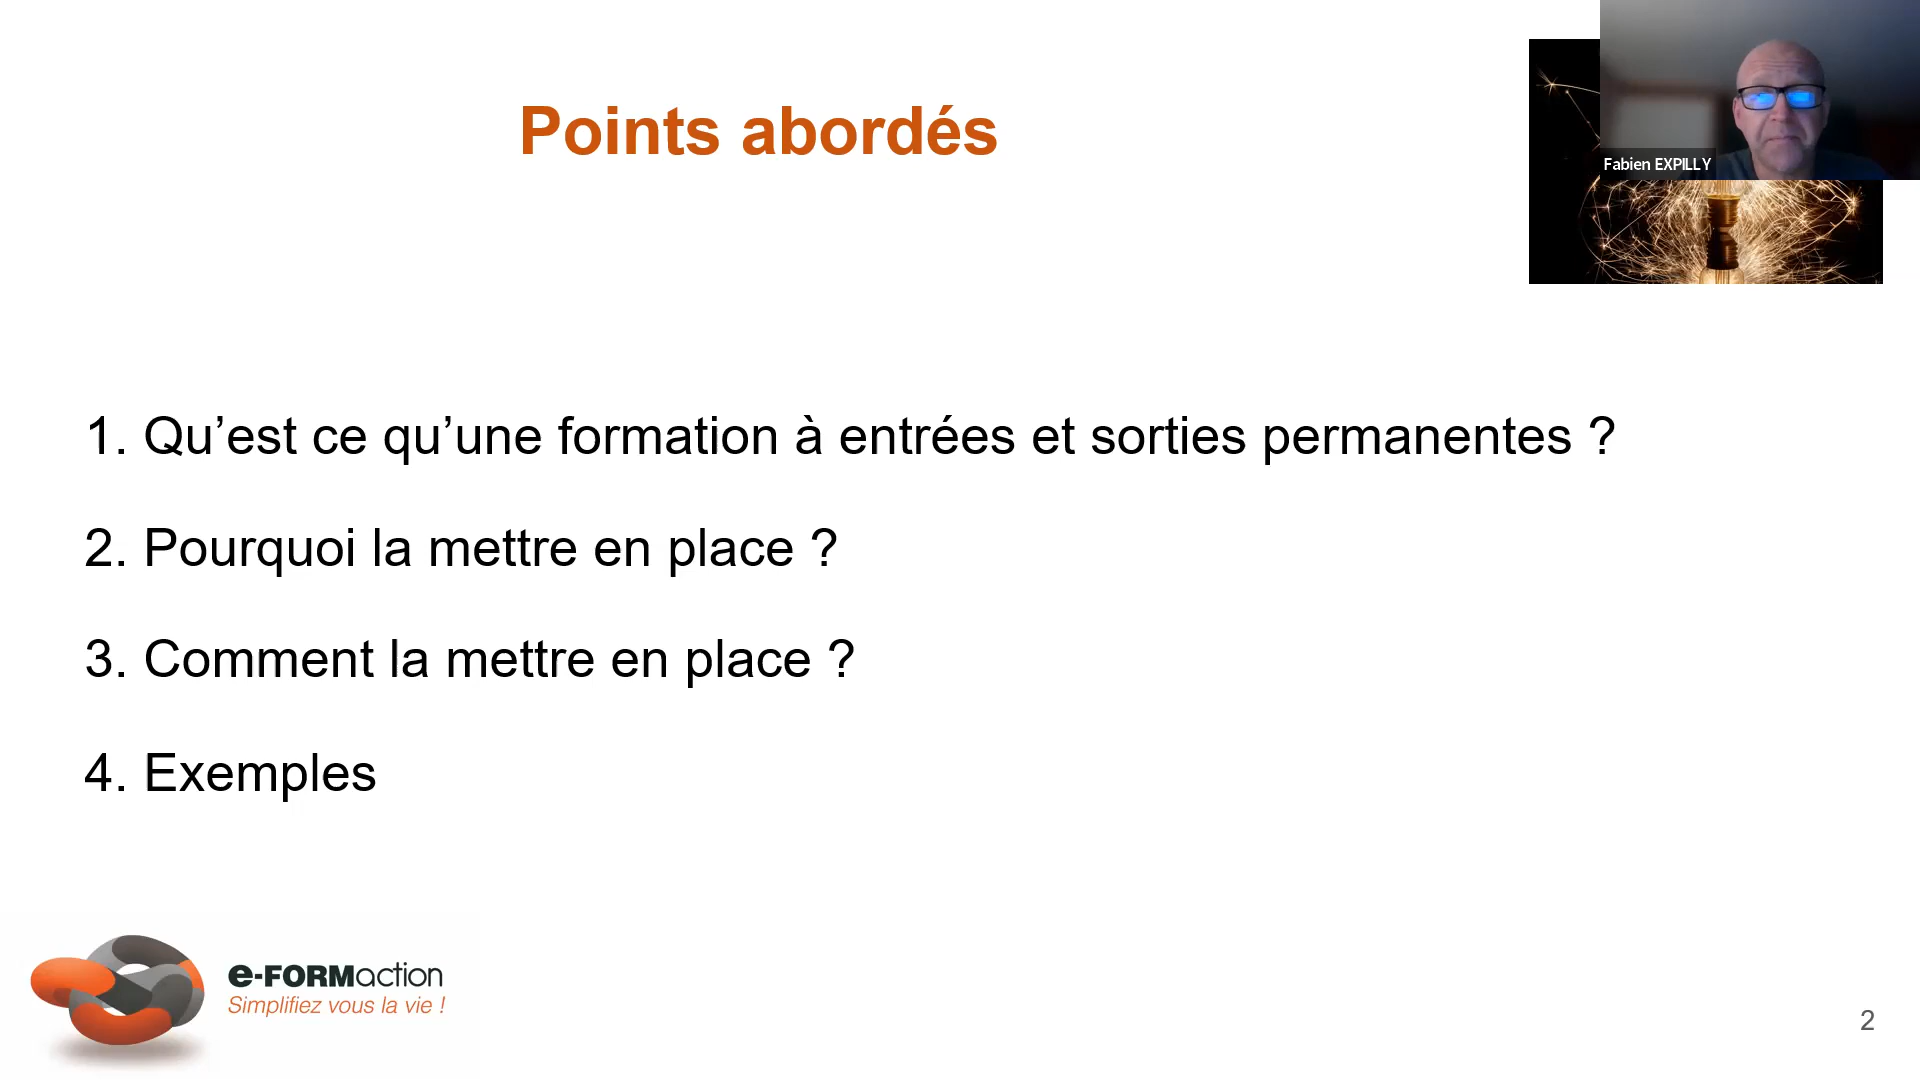 Points abordés
Fabien EXPILLY
1. Qu’est ce qu’une formation à entrées et sorties permanentes ?
2. Pourquoi la mettre en place ?
3. Comment la mettre en place ?
4. Exemples
e-FORMaction
Simplifiez vous la vie !
2